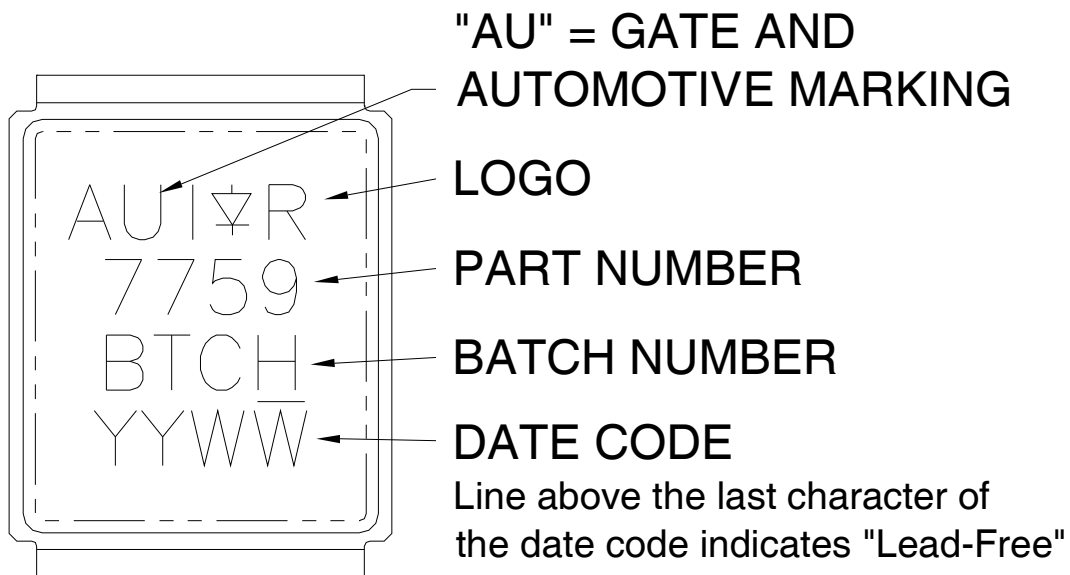 "AU" = GATE AND
AUTOMOTIVE MARKING
AUI R
LOGO
7759
PART NUMBER
BTCH
BATCH NUMBER
YYWW
DATE CODE
Line above the last character of
the date code indicates "Lead-Free"